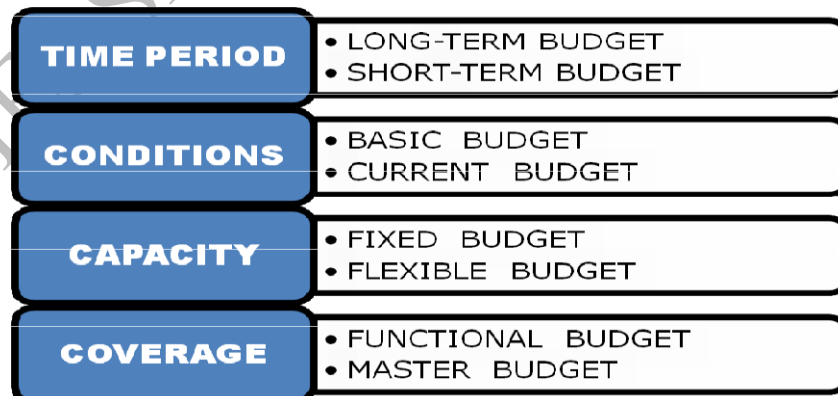 TIME PERIOD
• LONG-TERM BUDGET
• SHORT-TERM BUDGET
CONDITIONS
• BASIC BUDGET
• CURRENT BUDGET
CAPACITY
• FIXED BUDGET
• FLEXIBLE BUDGET
COVERAGE
• FUNCTIONAL BUDGET
• MASTER BUDGET